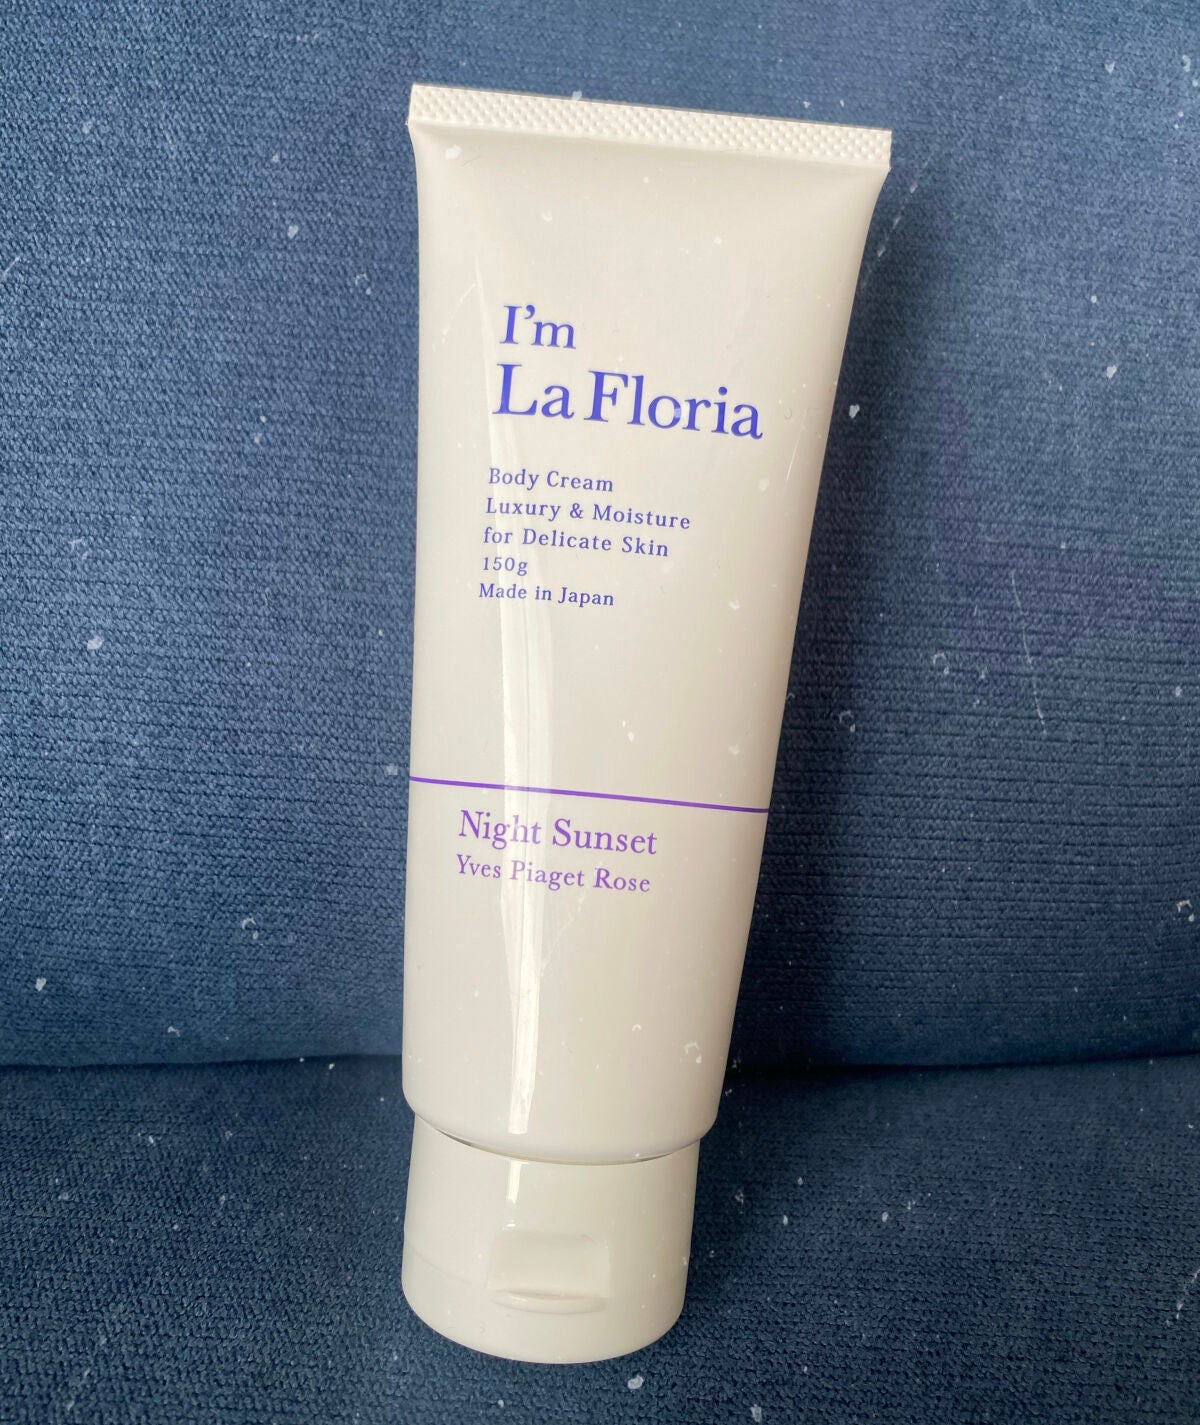 I'm
La Floria
Body Cream
Luxury & Moisture
for Delicate Skin
150g
Made in Japan
Night Sunset
Yves Piaget Rose